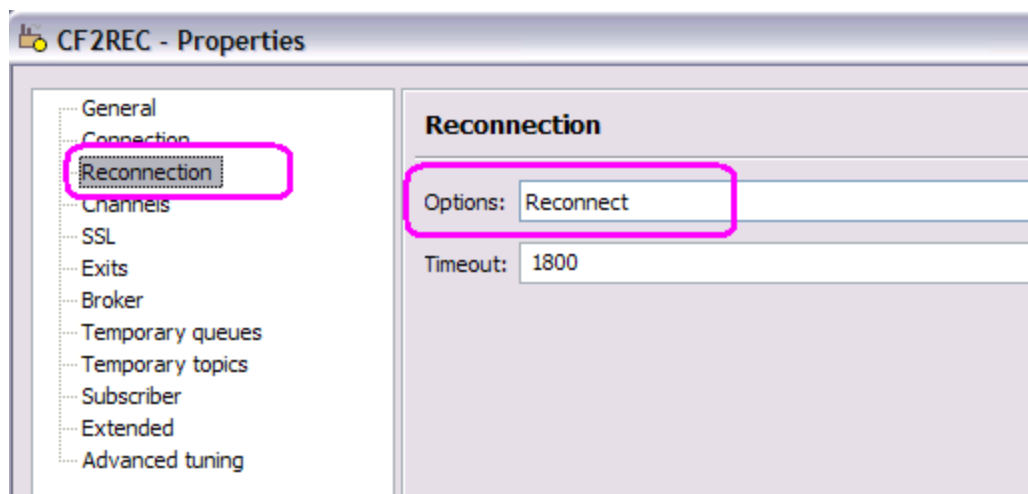 CF2REC - Properties
General
Connection
Reconnection
Channels
SSL
Exits
Broker
Temporary queues
Temporary topics
Subscriber
Extended
Advanced tuning
Reconnection
Options: Reconnect
Timeout: 1800